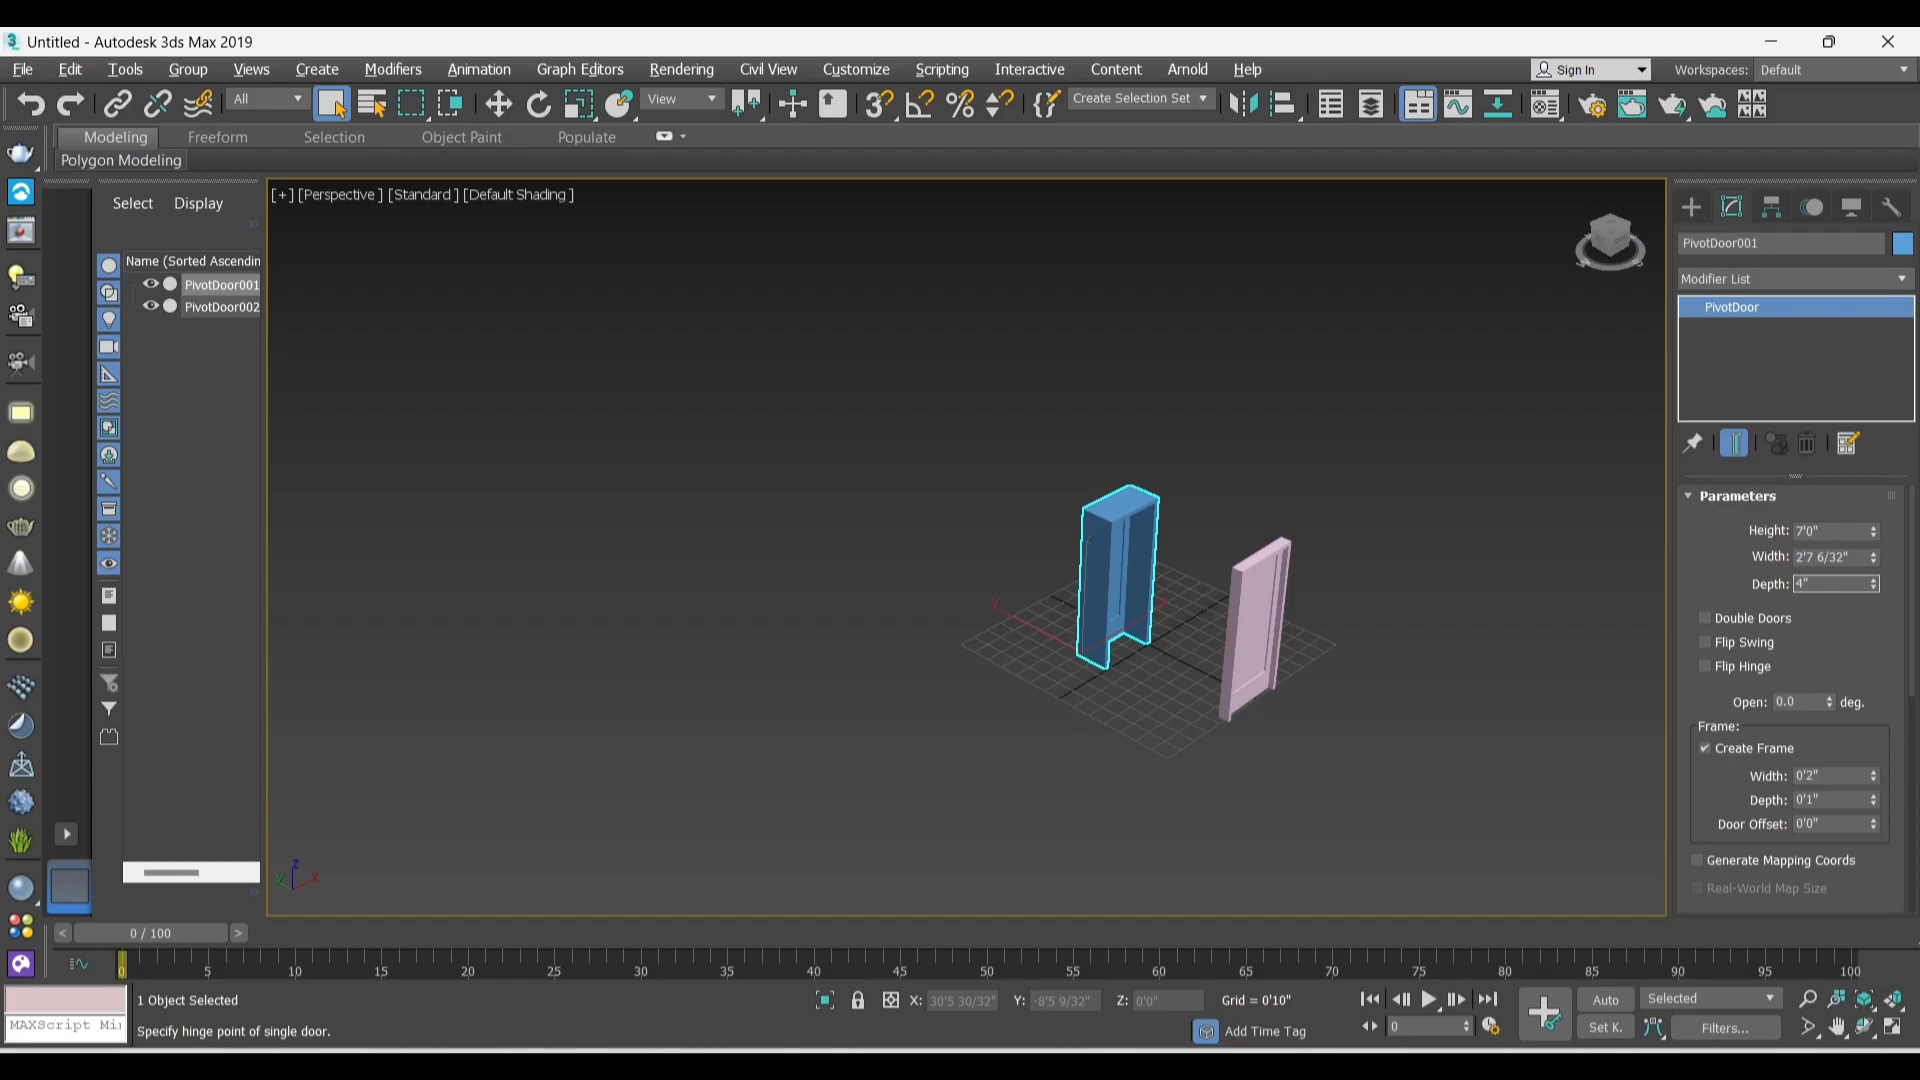 Untitled - Autodesk 3ds Max 2019
File Edit Tools Group Views Create Modifiers Animation Graph Editors Rendering Civil View Customize Scripting Interactive Content Arnold Help Sign In Workspaces: Default
All View Create Selection Set
Modeling Freeform Selection Object Paint Populate
Polygon Modeling
Select Display
[+] [Perspective ] [Standard ] [Default Shading ]
Name (Sorted Ascendin
PivotDoor001
PivotDoor002
PivotDoor001
Modifier List
PivotDoor
Parameters
Height: 7'0"
Width: 2'7 6/32"
Depth: 4"
Double Doors
Flip Swing
Flip Hinge
Open: 0.0 deg.
Frame:
Create Frame
Width: 0'2"
Depth: 0'1"
Door Offset: 0'0"
Generate Mapping Coords
Real-World Map Size
z
y x
< 0 / 100 >
0 5 10 15 20 25 30 35 40 45 50 55 60 65 70 75 80 85 90 95 100
1 Object Selected X: 30'5 30/32" Y: -8'5 9/32" Z: 0'0" Grid = 0'10" Auto Selected
MAXScript Mi
Specify hinge point of single door. Add Time Tag 0 Set K. Filters...